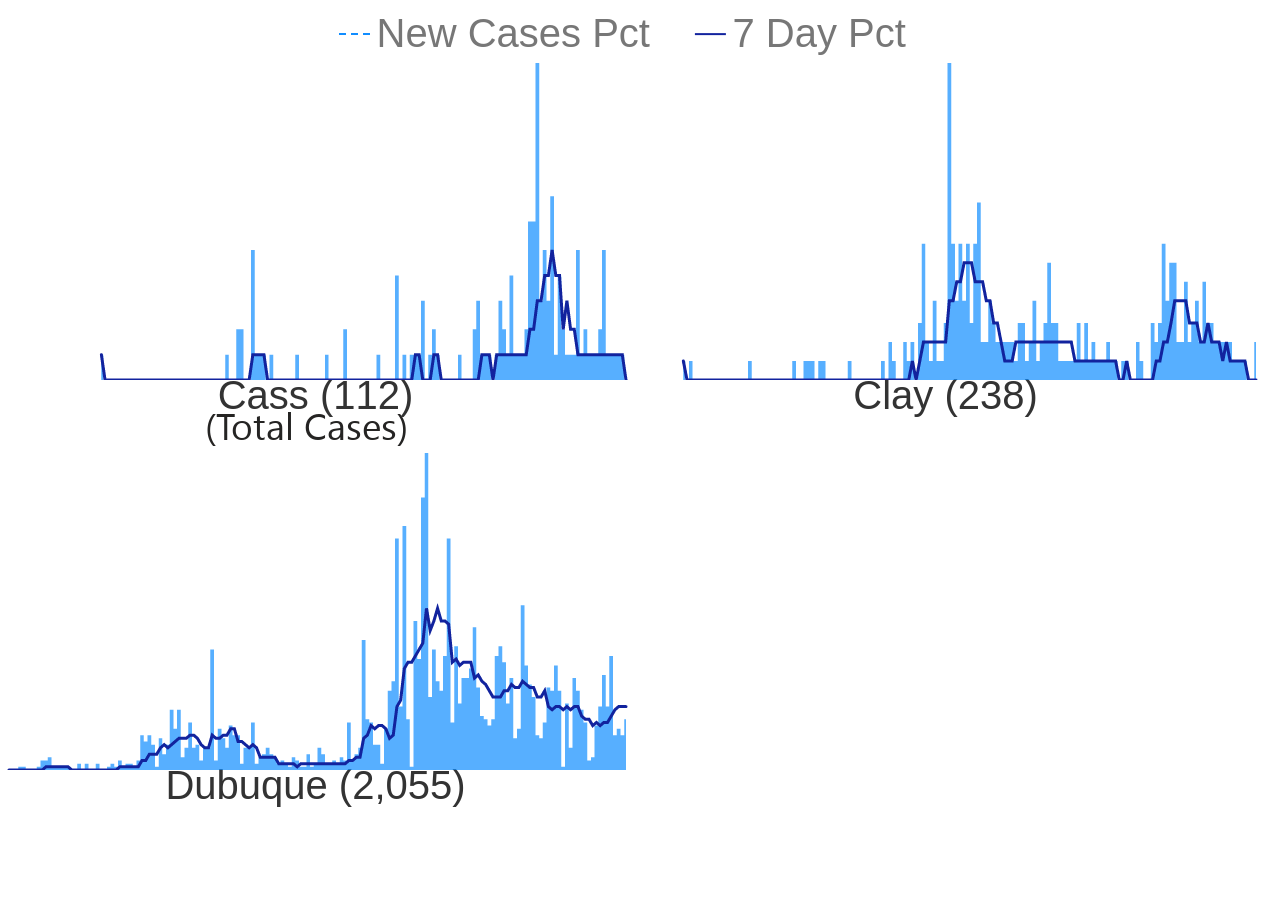 New Cases Pct 7 Day Pct
Cass (112)
(Total Cases)
Clay (238)
Dubuque (2,055)